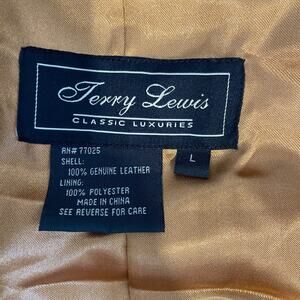 Terry Lewis
CLASSIC LUXURIES
RN# 77025
SHELL:
100% GENUINE LEATHER
LINING:
100% POLYESTER
MADE IN CHINA
SEE REVERSE FOR CARE
L